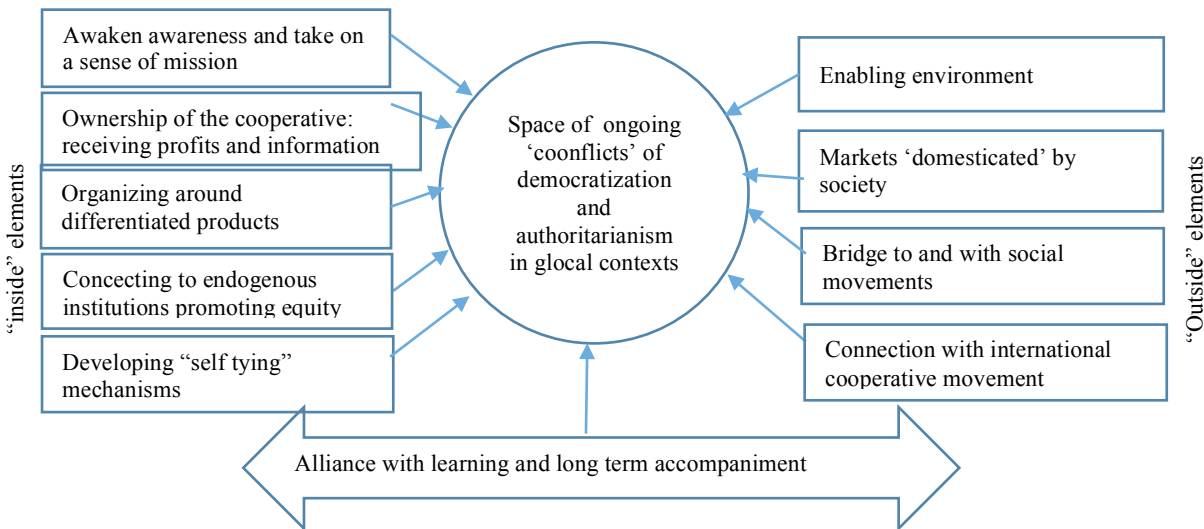 “inside” elements
Awaken awareness and take on
a sense of mission
Ownership of the cooperative:
receiving profits and information
Organizing around
differentiated products
Concecting to endogenous
institutions promoting equity
Developing “self tying”
mechanisms
Space of ongoing
‘coonflicts’ of
democratization
and
authoritarianism
in glocal contexts
Enabling environment
Markets ‘domesticated’ by
society
Bridge to and with social
movements
Connection with international
cooperative movement
“Outside” elements
Alliance with learning and long term accompaniment